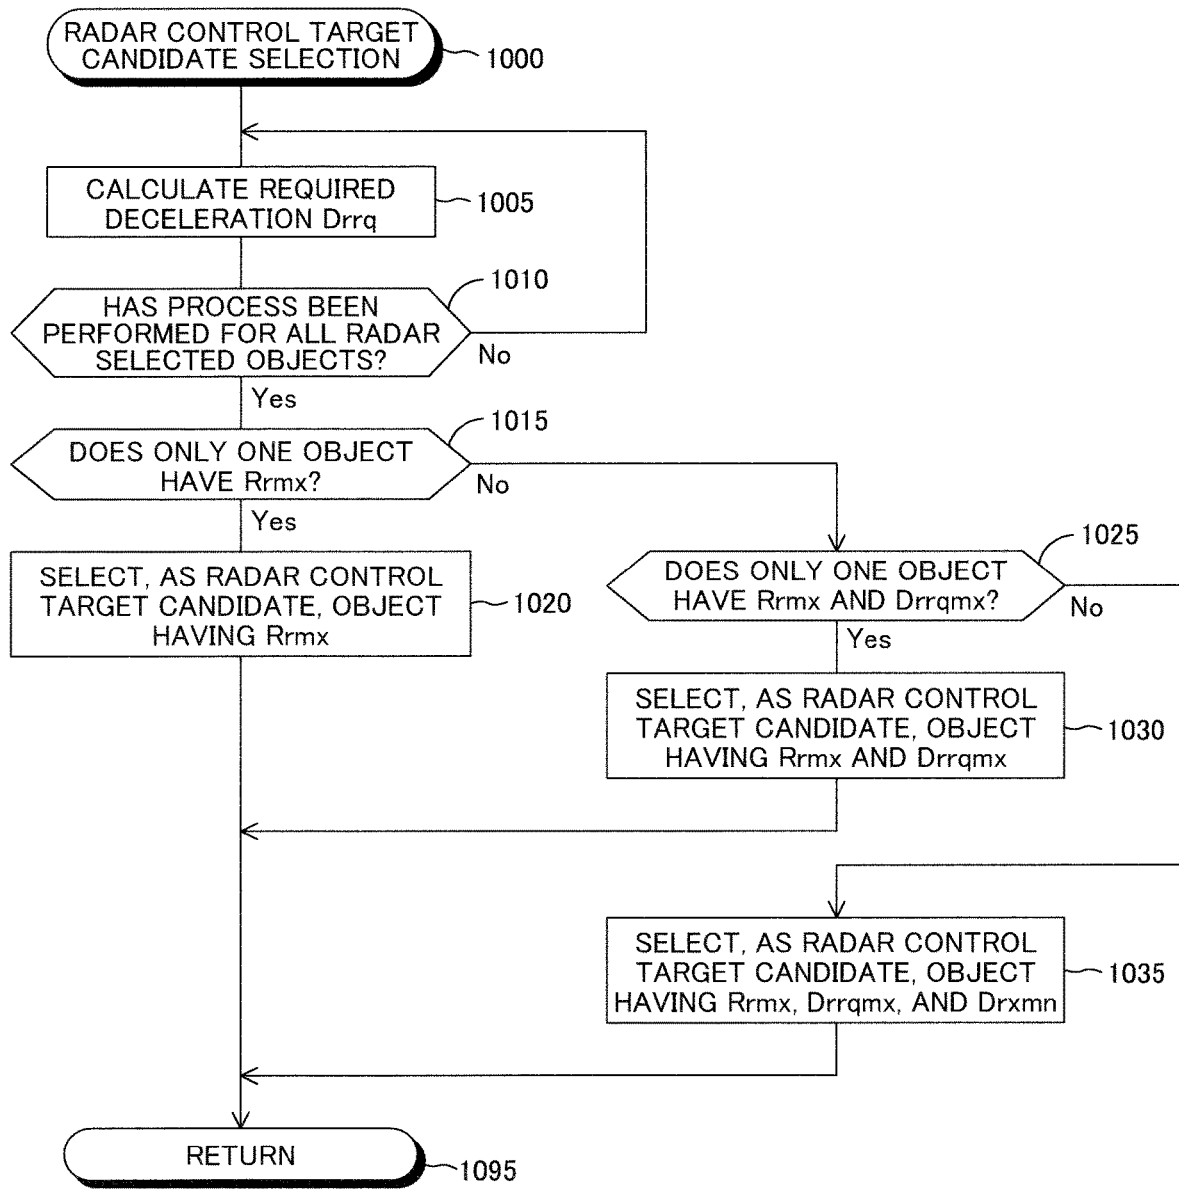 RADAR CONTROL TARGET
CANDIDATE SELECTION
1000
CALCULATE REQUIRED
DECELERATION Drrq
1005
1010
HAS PROCESS BEEN
PERFORMED FOR ALL RADAR
SELECTED OBJECTS?
No
Yes
1015
DOES ONLY ONE OBJECT
HAVE Rrmx?
No
Yes
SELECT, AS RADAR CONTROL
TARGET CANDIDATE, OBJECT
HAVING Rrmx
1020
1025
DOES ONLY ONE OBJECT
HAVE Rrmx AND Drrqmx?
No
Yes
SELECT, AS RADAR CONTROL
TARGET CANDIDATE, OBJECT
HAVING Rrmx AND Drrqmx
1030
SELECT, AS RADAR CONTROL
TARGET CANDIDATE, OBJECT
HAVING Rrmx, Drrqmx, AND Drxmn
1035
RETURN
1095